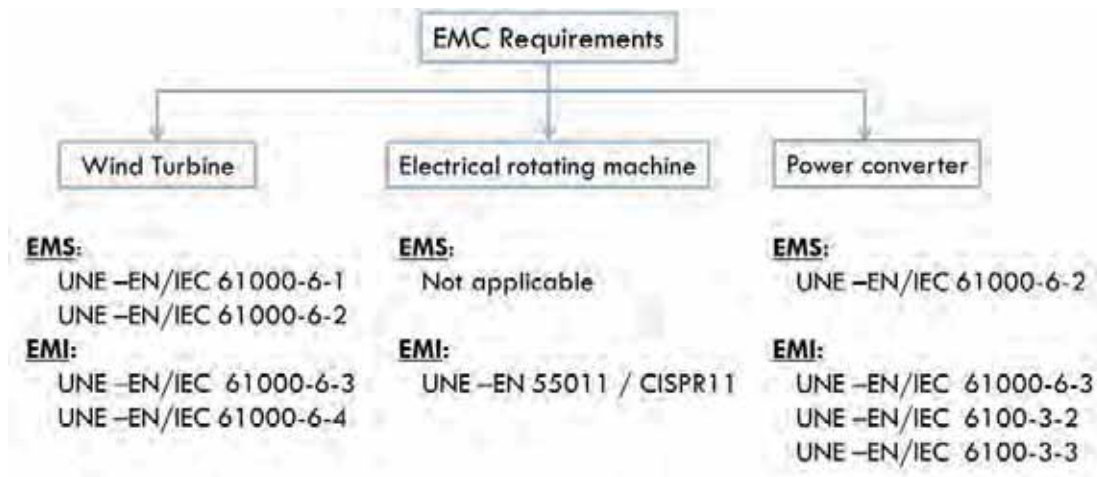 EMC Requirements
Wind Turbine
Electrical rotating machine
Power converter
EMS:
UNE –EN/IEC 61000-6-1
UNE –EN/IEC 61000-6-2
EMI:
UNE –EN/IEC 61000-6-3
UNE –EN/IEC 61000-6-4
EMS:
Not applicable
EMI:
UNE –EN 55011 / CISPR11
EMS:
UNE –EN/IEC 61000-6-2
EMI:
UNE –EN/IEC 61000-6-3
UNE –EN/IEC 6100-3-2
UNE –EN/IEC 6100-3-3